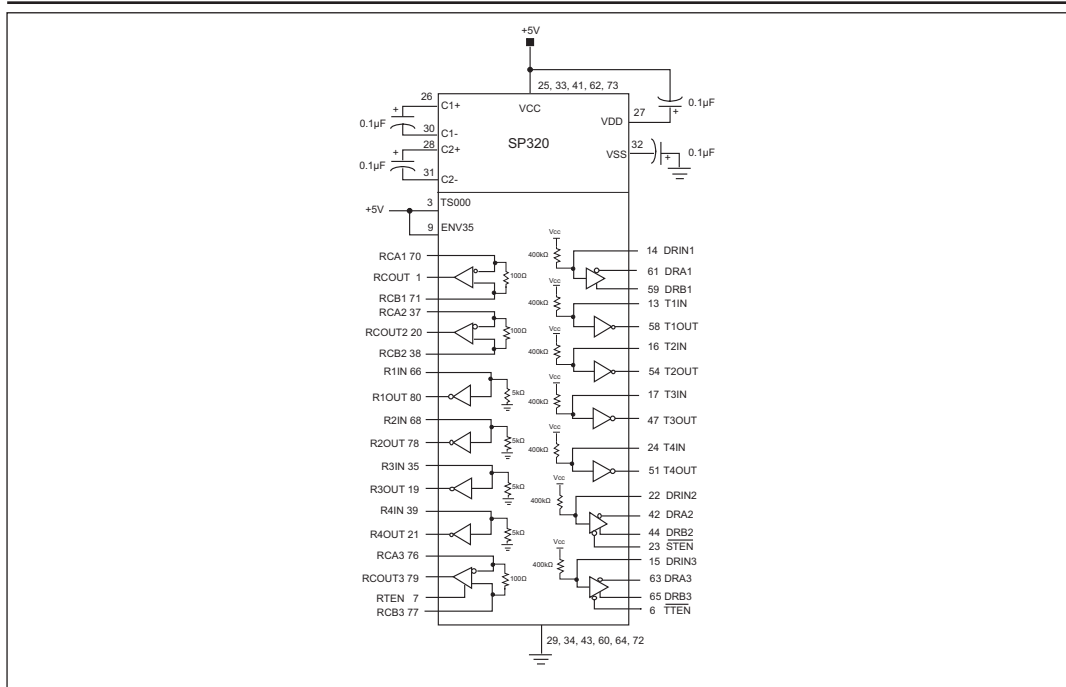 +5V
25, 33, 41, 62, 73
26
C1+
VCC
27
0.1µF
0.1µF
VDD
30
C1-
28
C2+
SP320
32
0.1µF
0.1µF
VSS
31
C2-
3
TS000
+5V
9
ENV35
RCA1 70
RCOUT 1
100Ω
RCB1 71
RCA2 37
RCOUT2 20
100Ω
RCB2 38
R1IN 66
R1OUT 80
5kΩ
R2IN 68
R2OUT 78
5kΩ
R3IN 35
R3OUT 19
5kΩ
R4IN 39
R4OUT 21
5kΩ
RCA3 76
RCOUT3 79
100Ω
RTEN 7
RCB3 77
Vcc
400kΩ
14 DRIN1
61 DRA1
59 DRB1
Vcc
400kΩ
13 T1IN
58 T1OUT
Vcc
400kΩ
16 T2IN
54 T2OUT
Vcc
400kΩ
17 T3IN
47 T3OUT
Vcc
400kΩ
24 T4IN
51 T4OUT
Vcc
400kΩ
22 DRIN2
42 DRA2
44 DRB2
23 STEN
Vcc
400kΩ
15 DRIN3
63 DRA3
65 DRB3
6 TTEN
29, 34, 43, 60, 64, 72